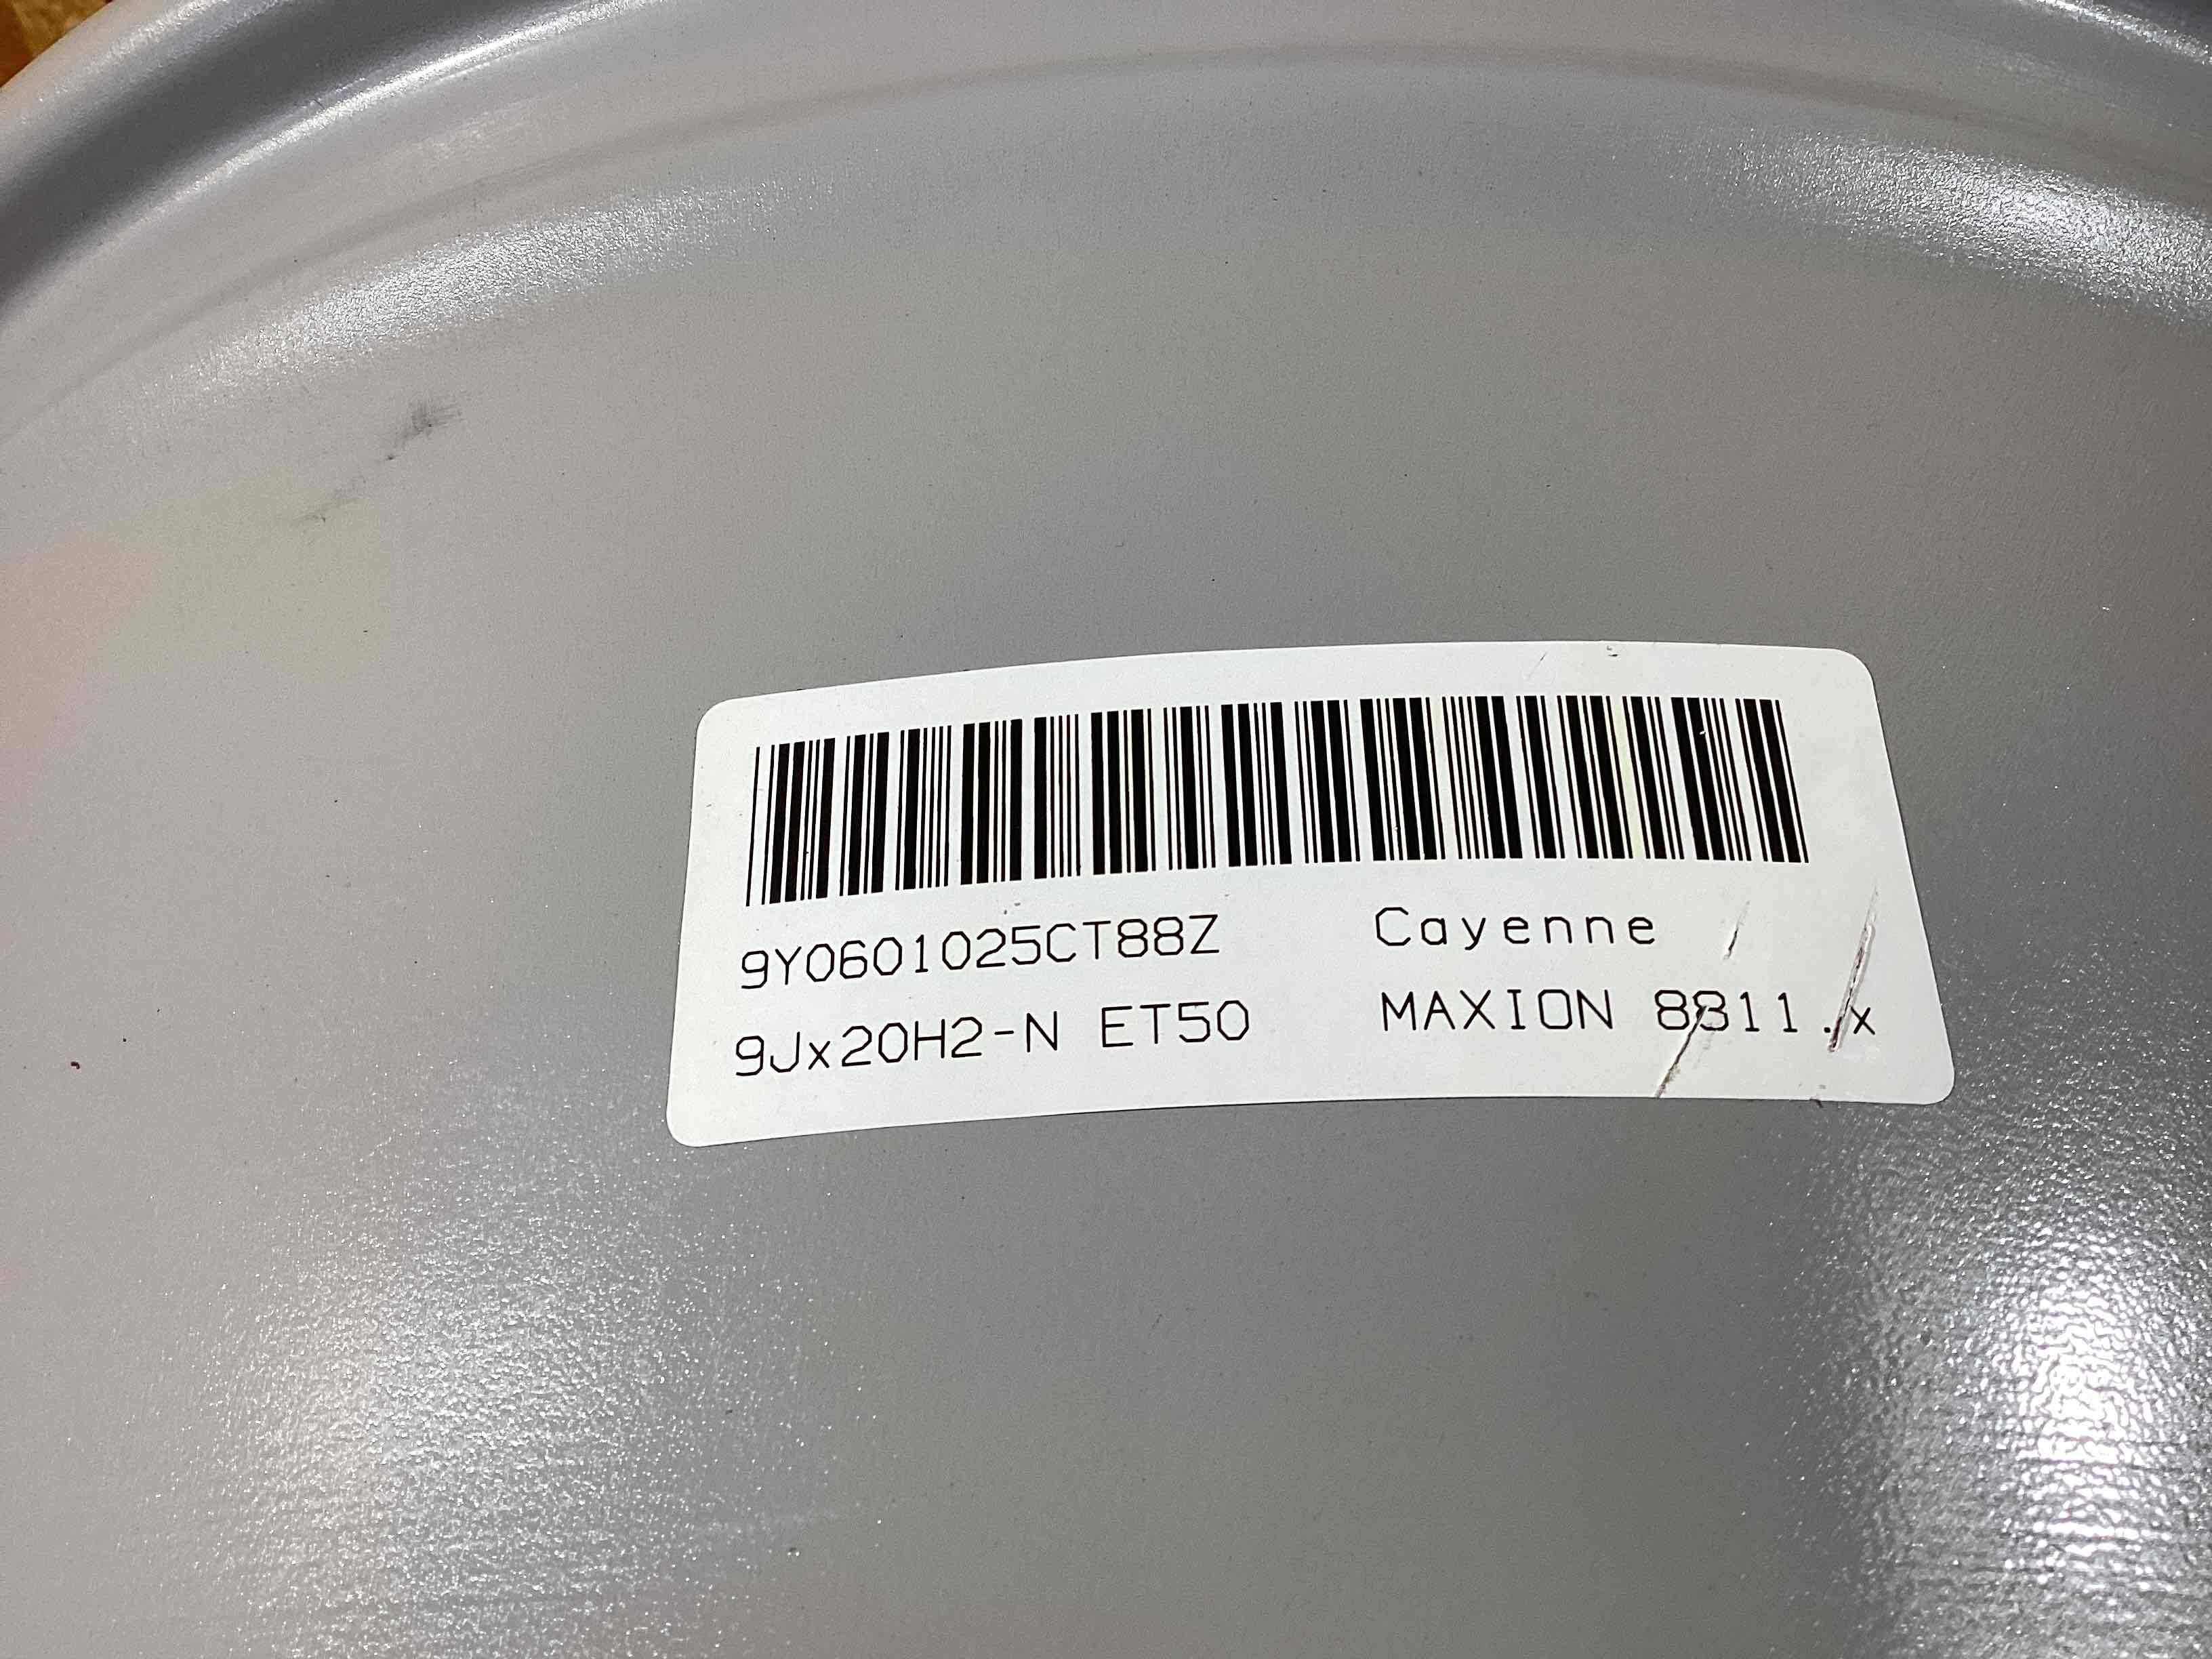 9Y0601025CT88Z Cayenne
9Jx20H2-N ET50 MAXION 8811.x